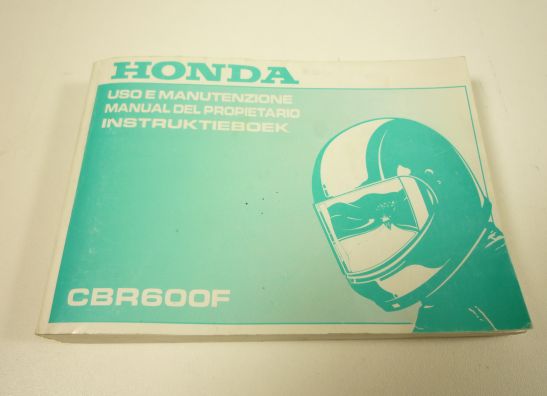 HONDA
USO E MANUTENZIONE
MANUAL DEL PROPIETARIO
INSTRUKTIEBOEK
CBR600F